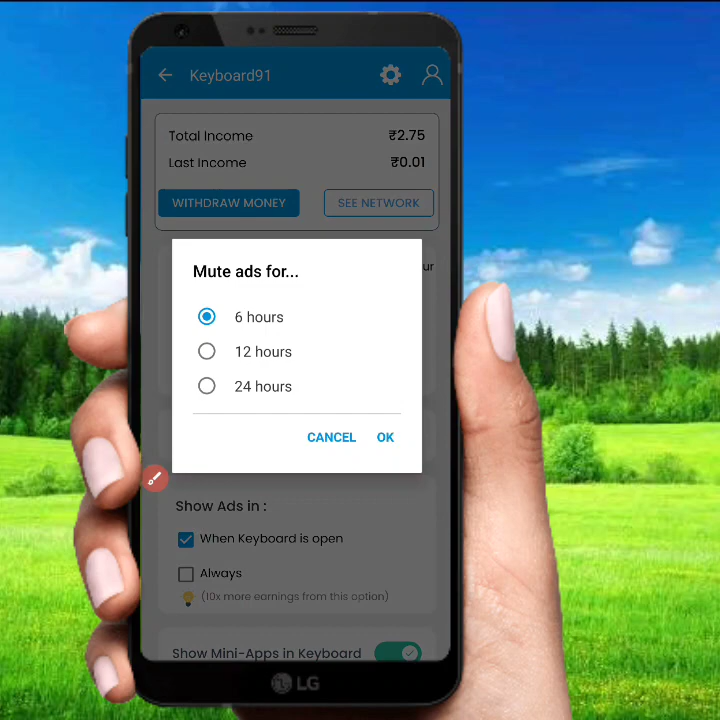 Keyboard91
Total Income ₹2.75
Last Income ₹0.01
WITHDRAW MONEY SEE NETWORK
ur
Mute ads for...
6 hours
12 hours
24 hours
CANCEL OK
Show Ads in :
When Keyboard is open
Always
(10x more earnings from this option)
Show Mini-Apps in Keyboard
LG